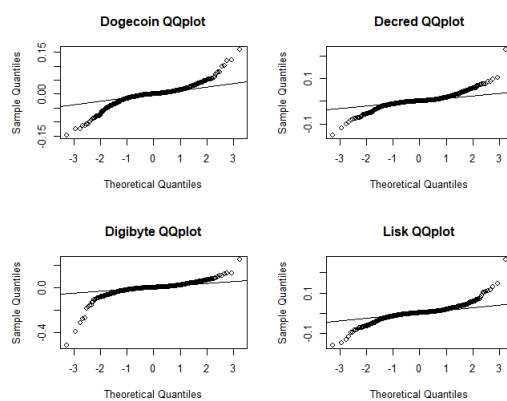 Dogecoin QQplot
Sample Quantiles
0.15
0.00
-0.15
-3 -2 -1 0 1 2 3
Theoretical Quantiles
Decred QQplot
Sample Quantiles
0.1
-0.1
-3 -2 -1 0 1 2 3
Theoretical Quantiles
Digibyte QQplot
Sample Quantiles
0.0
-0.4
-3 -2 -1 0 1 2 3
Theoretical Quantiles
Lisk QQplot
Sample Quantiles
0.1
-0.1
-3 -2 -1 0 1 2 3
Theoretical Quantiles